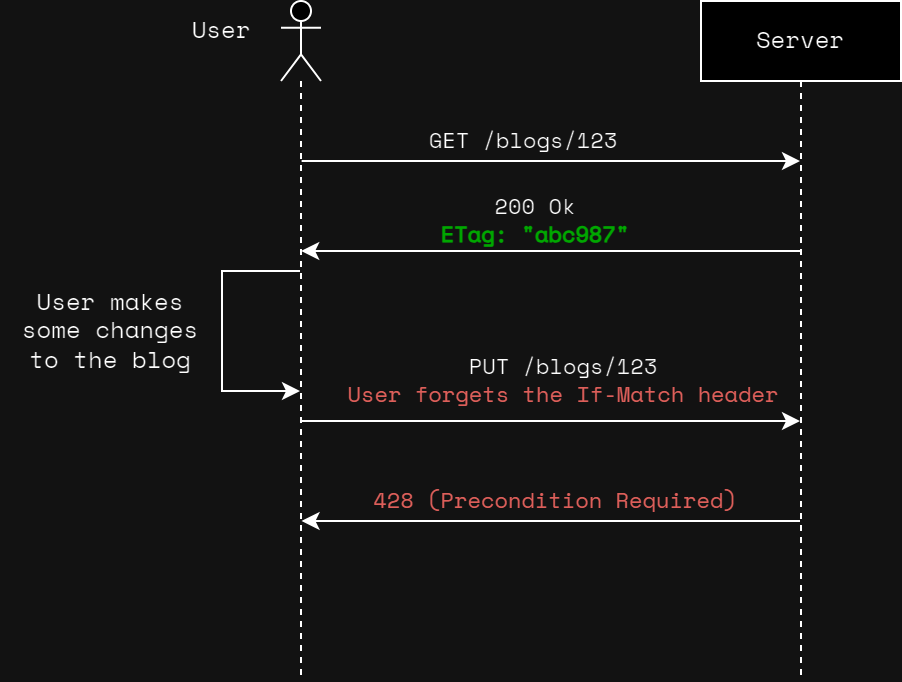 User
Server
GET /blogs/123
200 Ok
ETag: "abc987"
User makes
some changes
to the blog
PUT /blogs/123
User forgets the If-Match header
428 (Precondition Required)